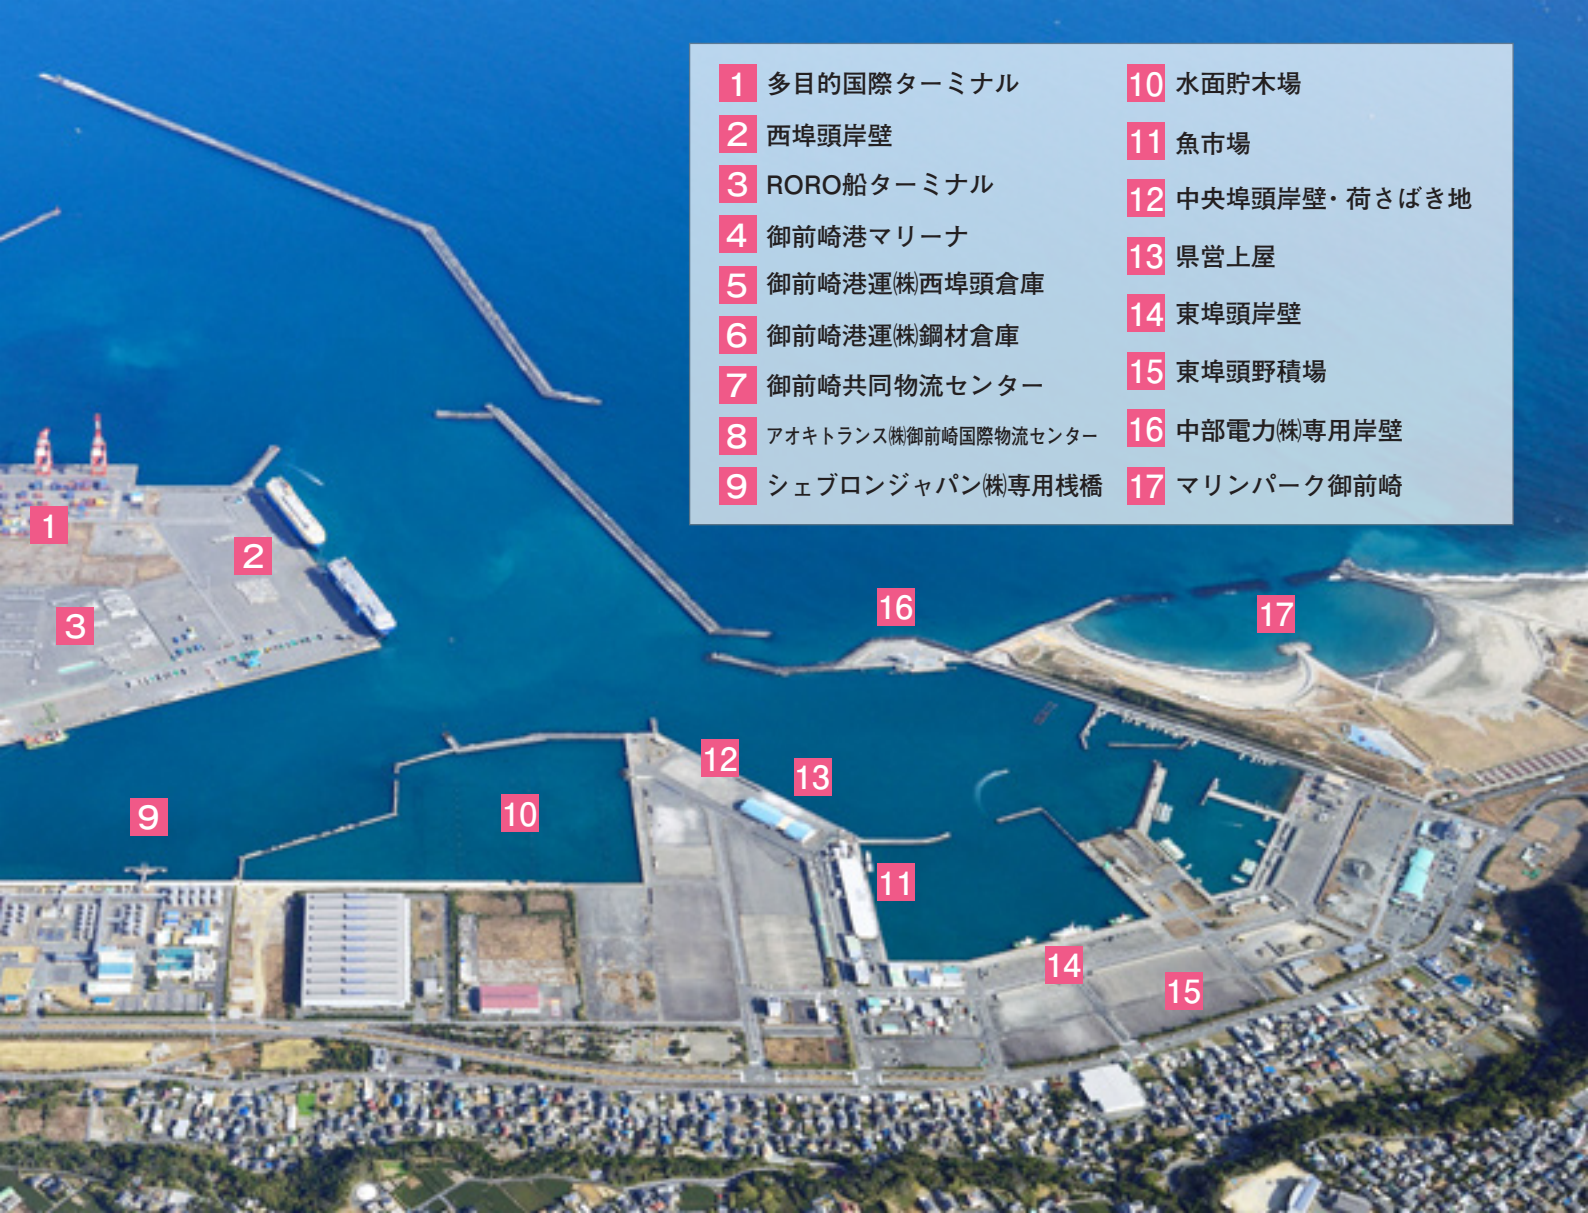 1 多目的国際ターミナル
2 西埠頭岸壁
3 RORO船ターミナル
4 御前崎港マリーナ
5 御前崎港運㈱西埠頭倉庫
6 御前崎港運㈱鋼材倉庫
7 御前崎共同物流センター
8 アオキトランス㈱御前崎国際物流センター
9 シェブロンジャパン㈱専用桟橋
10 水面貯木場
11 魚市場
12 中央埠頭岸壁・荷さばき地
13 県営上屋
14 東埠頭岸壁
15 東埠頭野積場
16 中部電力㈱専用岸壁
17 マリンパーク御前崎
1
2
3
16
17
12
13
9
10
11
14
15